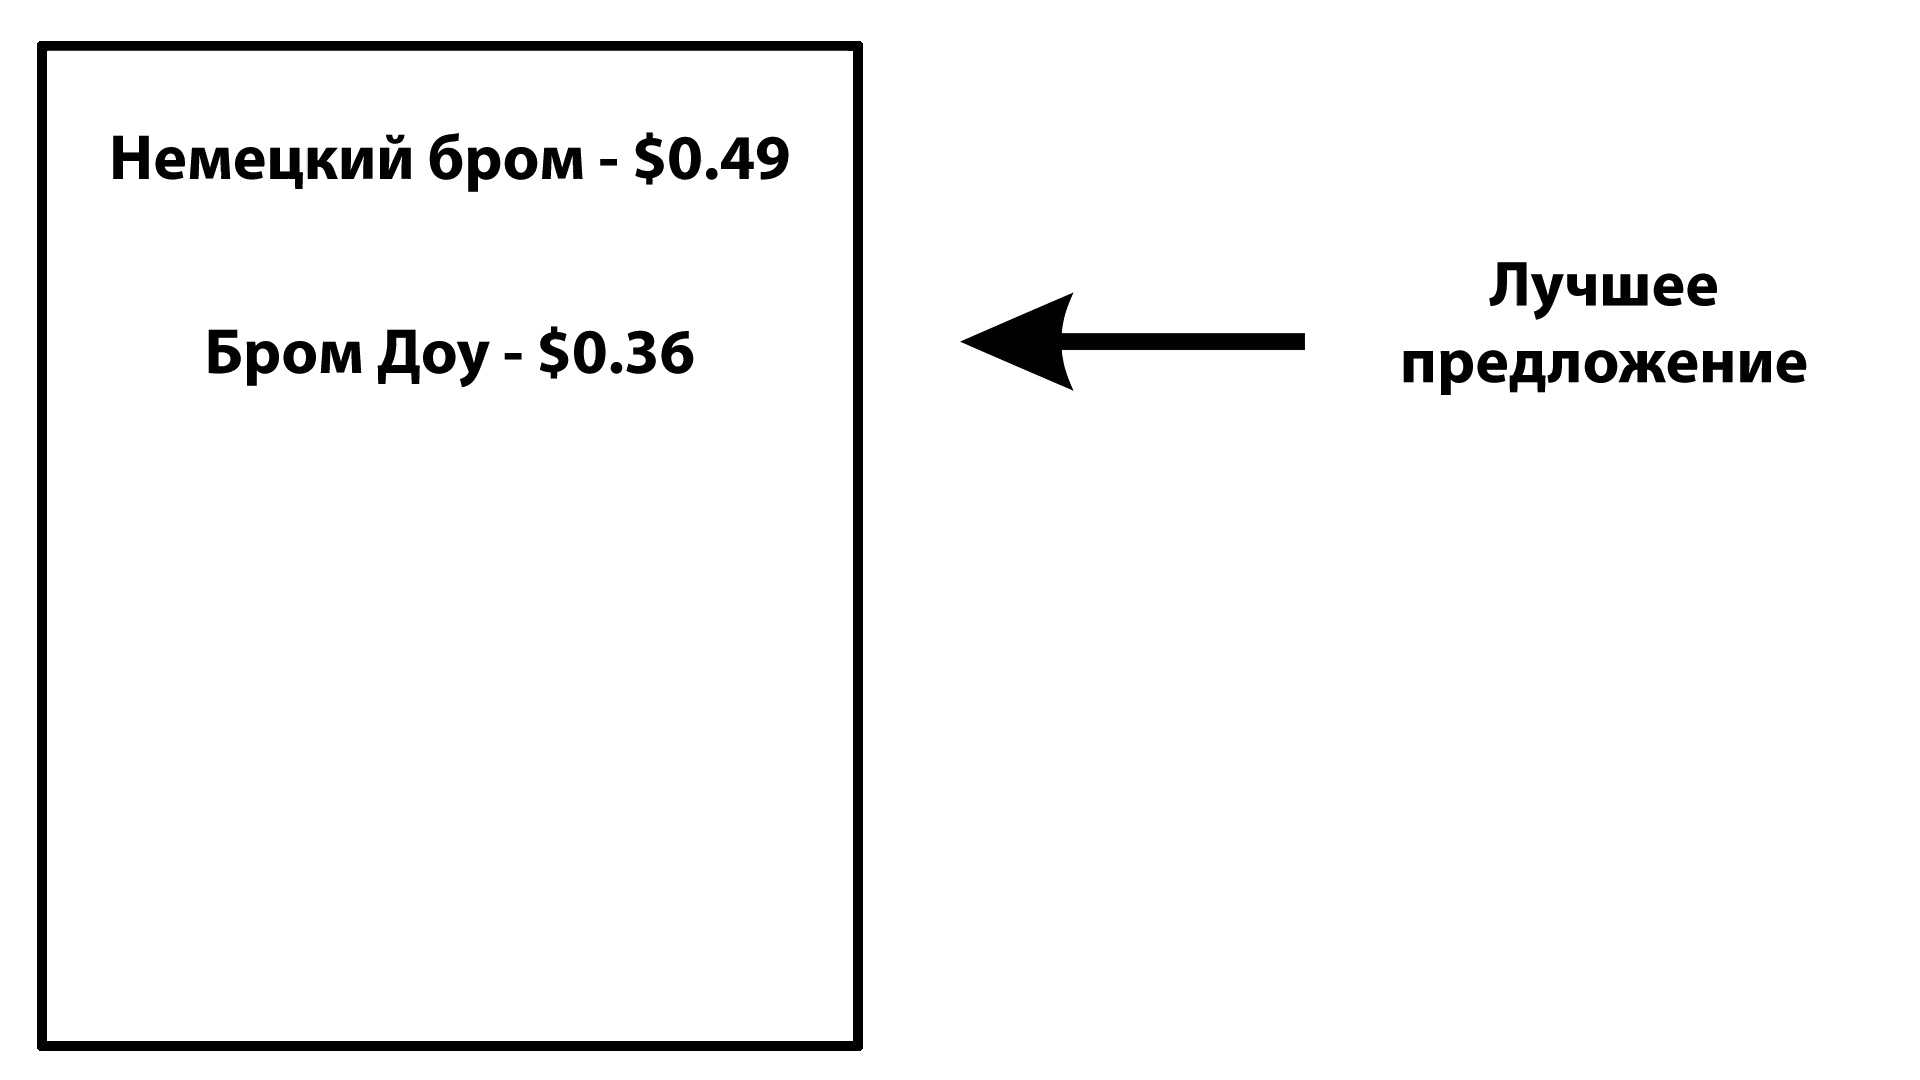 Немецкий бром - $0.49
Бром Доу - $0.36
Лучшее
предложение